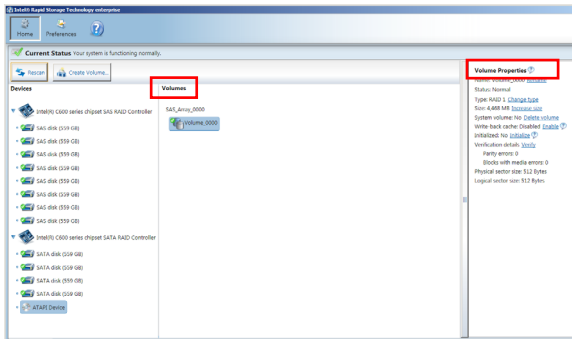 Intel® Rapid Storage Technology enterprise
Home
Preferences
?
Current Status Your system is functioning normally.
Rescan
Create Volume...
Devices
Intel(R) C600 series chipset SAS RAID Controller
SAS disk (559 GB)
SAS disk (559 GB)
SAS disk (559 GB)
SAS disk (559 GB)
SAS disk (559 GB)
SAS disk (559 GB)
SAS disk (559 GB)
SAS disk (559 GB)
Intel(R) C600 series chipset SATA RAID Controller
SATA disk (559 GB)
SATA disk (559 GB)
SATA disk (559 GB)
SATA disk (559 GB)
ATAPI Device
Volumes
SAS_Array_0000
Volume_0000
Volume Properties ?
Name: Volume_0000 Rename
Status: Normal
Type: RAID 1 Change type
Size: 4,468 MB Increase size
System volume: No Delete volume
Write-back cache: Disabled Enable ?
Initialized: No Initialize ?
Verification details Verify
Parity errors: 0
Blocks with media errors: 0
Physical sector size: 512 Bytes
Logical sector size: 512 Bytes